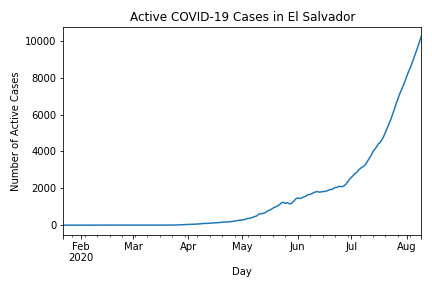 Active COVID-19 Cases in El Salvador
Number of Active Cases
10000
8000
6000
4000
2000
0
Feb Mar Apr May Jun Jul Aug
2020
Day